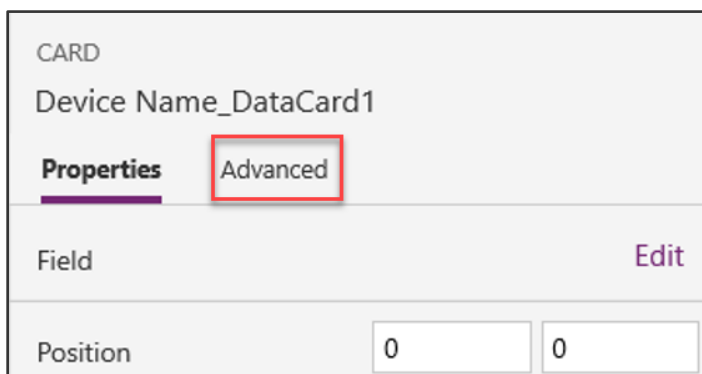 CARD
Device Name_DataCard1
Properties Advanced
Field Edit
Position 0 0